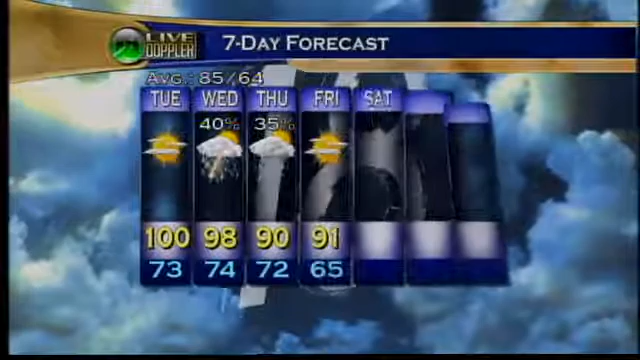 LIVE
DOPPLER
7-DAY FORECAST
AVG.: 85/64
TUE WED THU FRI SAT
40% 35%
100 98 90 91
73 74 72 65